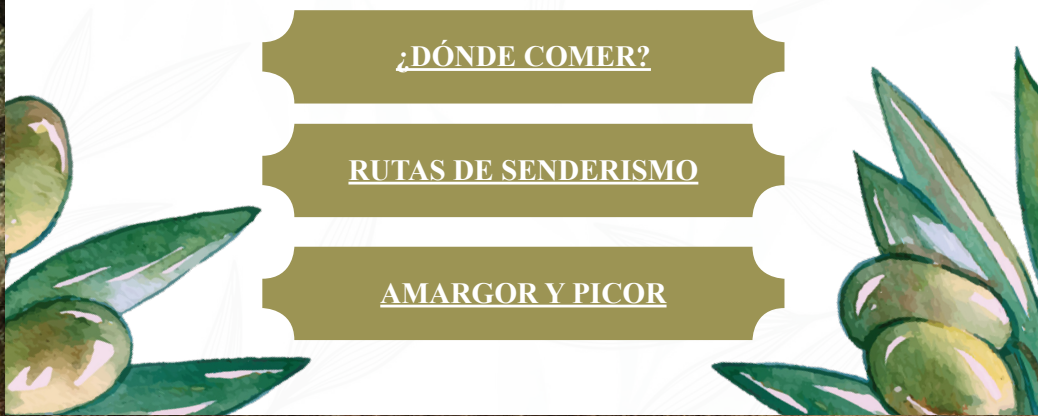 ¿DÓNDE COMER?
RUTAS DE SENDERISMO
AMARGOR Y PICOR